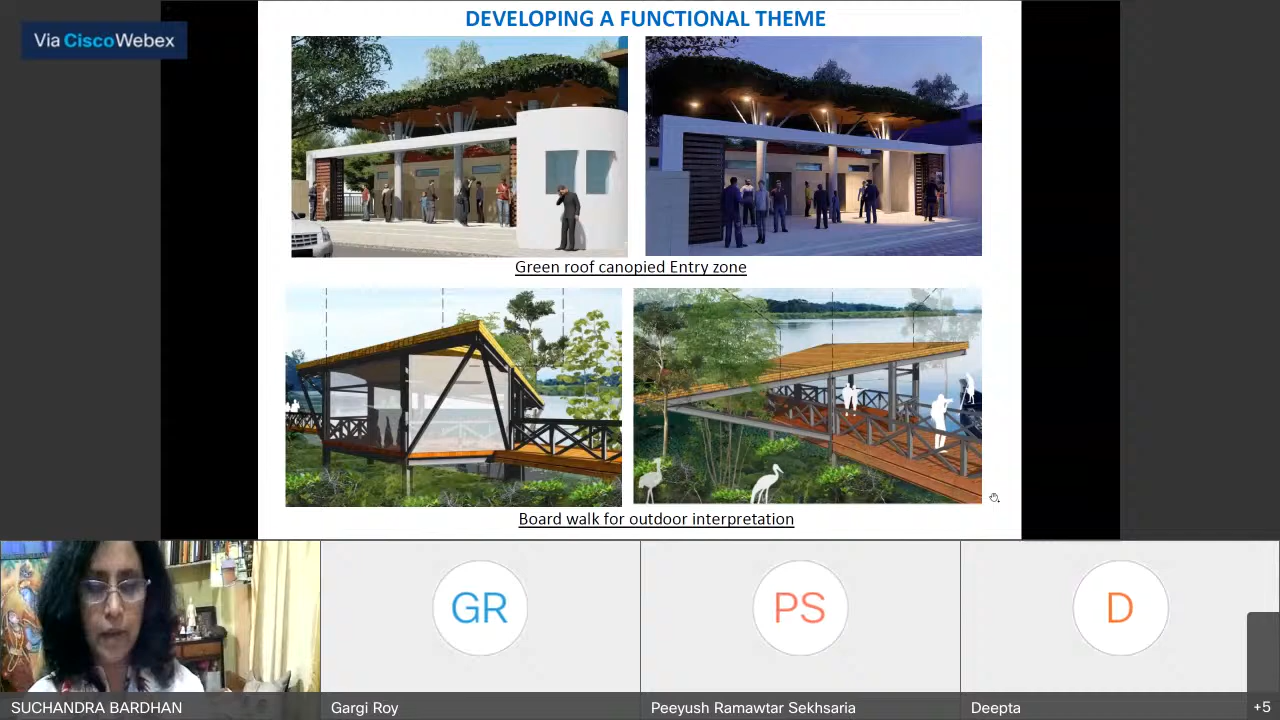 DEVELOPING A FUNCTIONAL THEME
Via CiscoWebex
Green roof canopied Entry zone
Board walk for outdoor interpretation
GR
PS
D
SUCHANDRA BARDHAN
Gargi Roy
Peeyush Ramawtar Sekhsaria
Deepta
+5